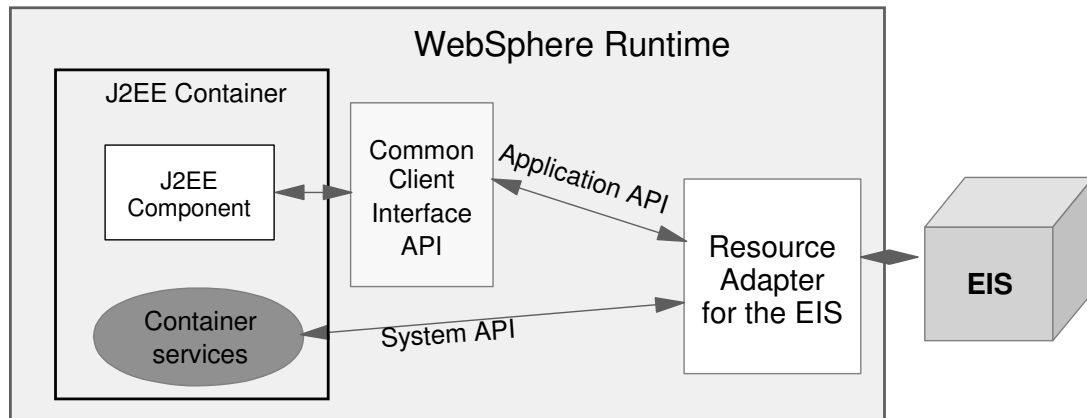 WebSphere Runtime
J2EE Container
J2EE
Component
Common
Client
Interface
API
Application API
Resource
Adapter
for the EIS
EIS
Container
services
System API